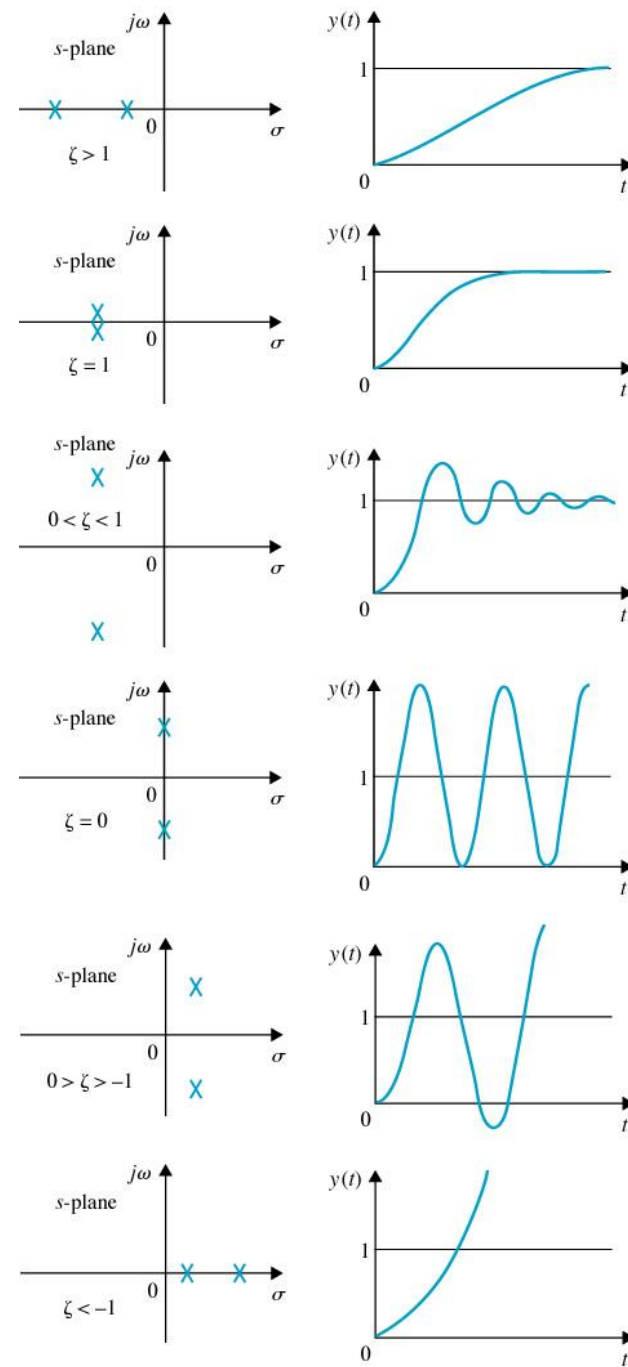 jω
s-plane
0
σ
ζ > 1
y(t)
1
0
t
jω
s-plane
0
σ
ζ = 1
y(t)
1
0
t
s-plane
jω
0 < ζ < 1
0
σ
y(t)
1
0
t
jω
s-plane
0
σ
ζ = 0
y(t)
1
0
t
jω
s-plane
0
σ
0 > ζ > −1
y(t)
1
0
t
jω
s-plane
0
σ
ζ < −1
y(t)
1
0
t